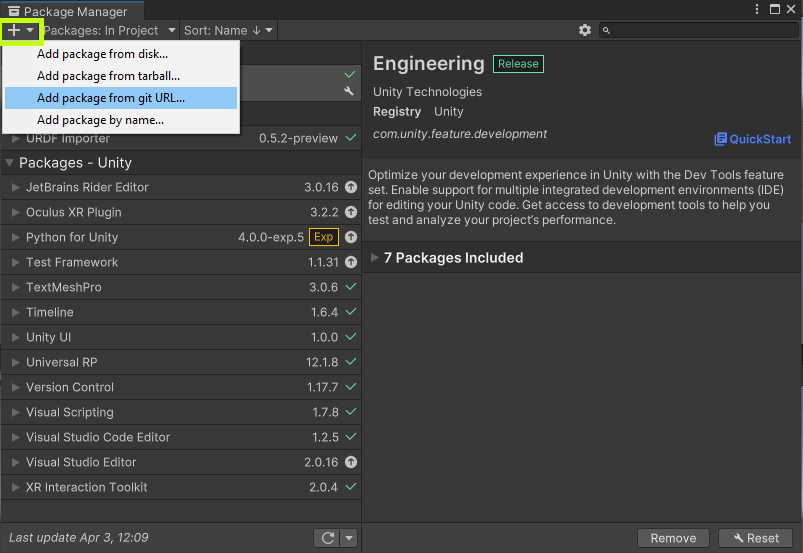 Package Manager
Packages: In Project
Sort: Name ↓
Add package from disk...
Add package from tarball...
Add package from git URL...
Add package by name...
URDF Importer 0.5.2-preview
Packages - Unity
JetBrains Rider Editor 3.0.16
Oculus XR Plugin 3.2.2
Python for Unity 4.0.0-exp.5 Exp
Test Framework 1.1.31
TextMeshPro 3.0.6
Timeline 1.6.4
Unity UI 1.0.0
Universal RP 12.1.8
Version Control 1.17.7
Visual Scripting 1.7.8
Visual Studio Code Editor 1.2.5
Visual Studio Editor 2.0.16
XR Interaction Toolkit 2.0.4
Last update Apr 3, 12:09
Engineering Release
Unity Technologies
Registry Unity
com.unity.feature.development
QuickStart
Optimize your development experience in Unity with the Dev Tools feature
set. Enable support for multiple integrated development environments (IDE)
for editing your Unity code. Get access to development tools to help you
test and analyze your project's performance.
7 Packages Included
Remove
Reset